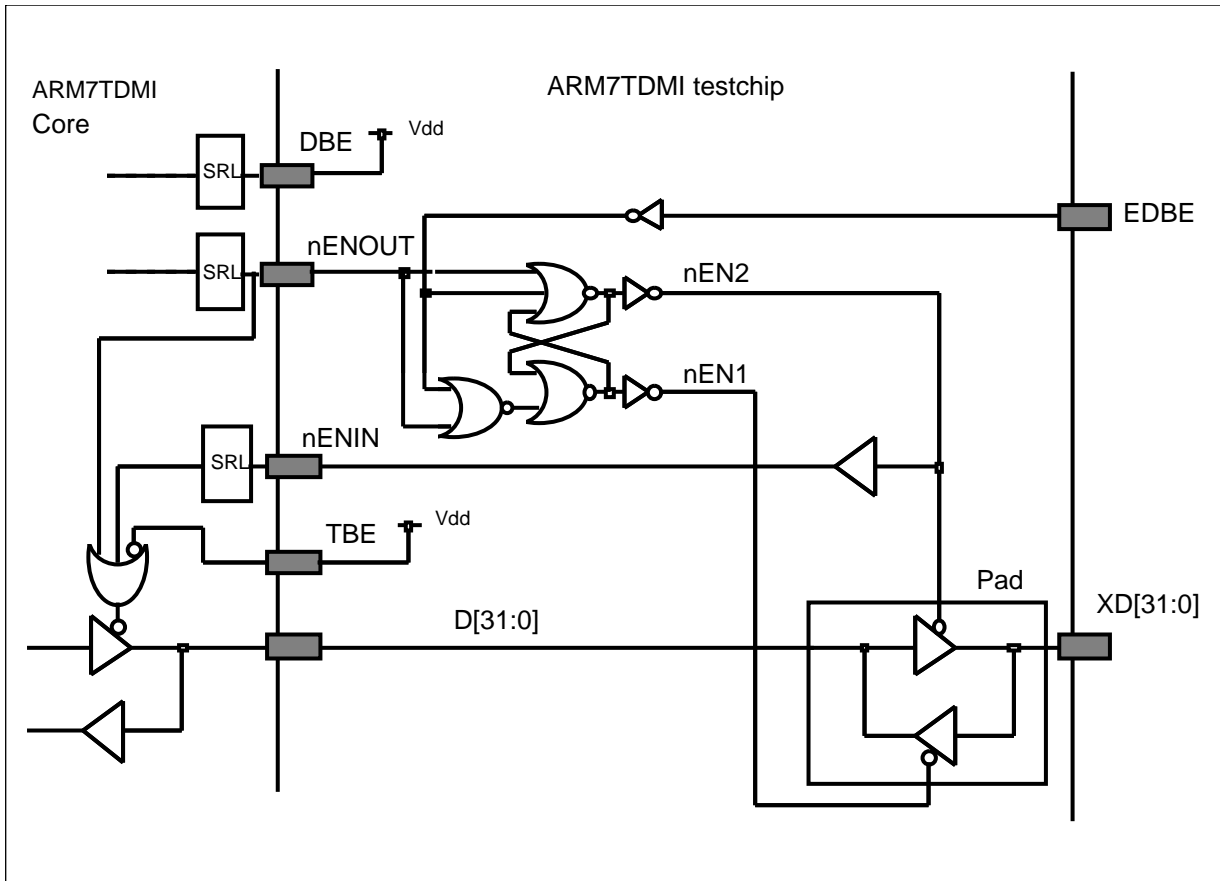 ARM7TDMI
Core
ARM7TDMI testchip
DBE
Vdd
SRL
EDBE
nENOUT
SRL
nEN2
nEN1
nENIN
SRL
TBE
Vdd
Pad
D[31:0]
XD[31:0]